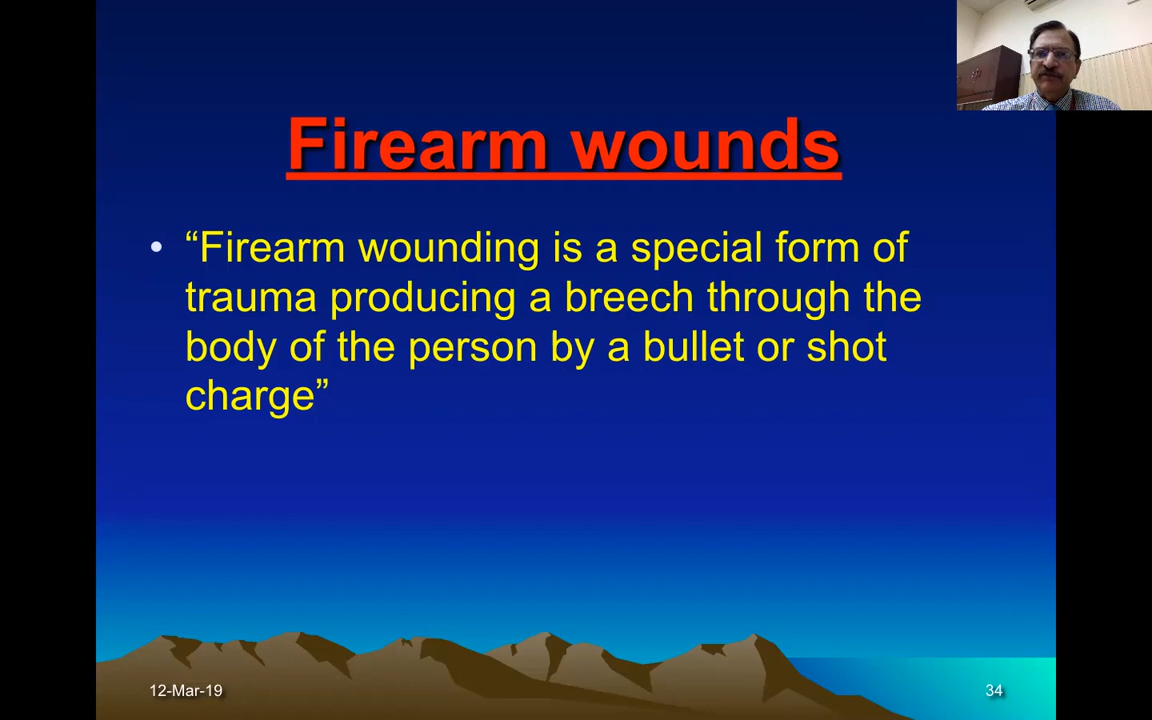 Firearm wounds
• “Firearm wounding is a special form of
trauma producing a breech through the
body of the person by a bullet or shot
charge”
12-Mar-19
34